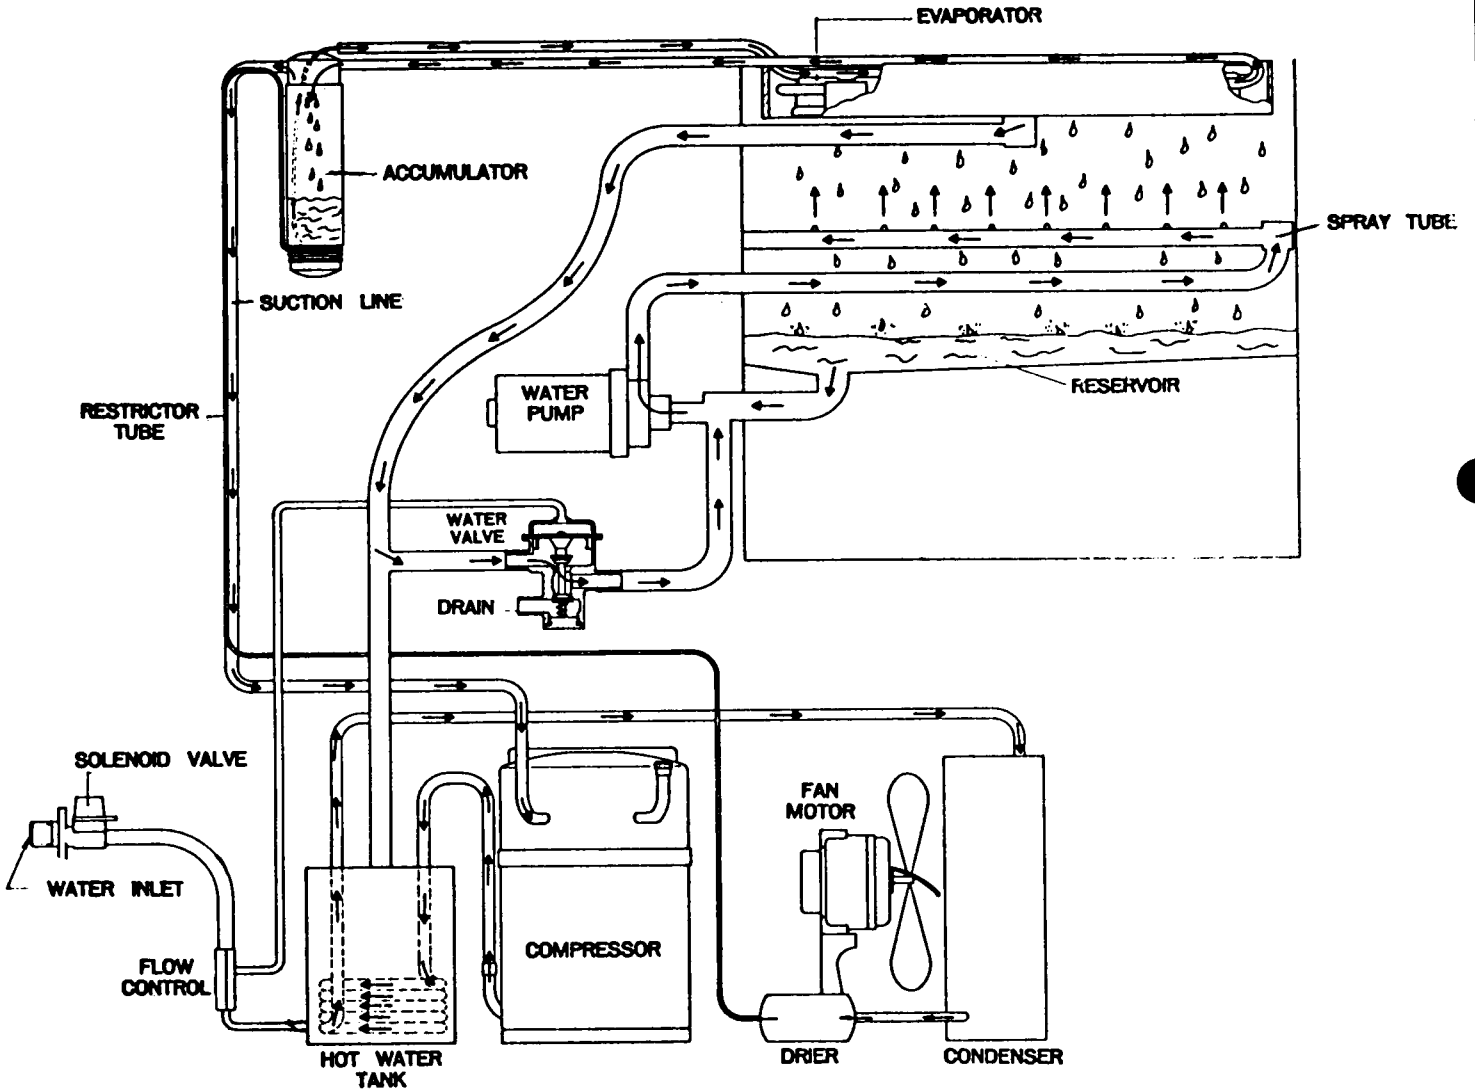 EVAPORATOR
ACCUMULATOR
SPRAY TUBE
SUCTION LINE
RESERVOIR
WATER
PUMP
RESTRICTOR
TUBE
WATER
VALVE
DRAIN
SOLENOID VALVE
FAN
MOTOR
WATER INLET
COMPRESSOR
FLOW
CONTROL
HOT WATER
TANK
DRIER
CONDENSER